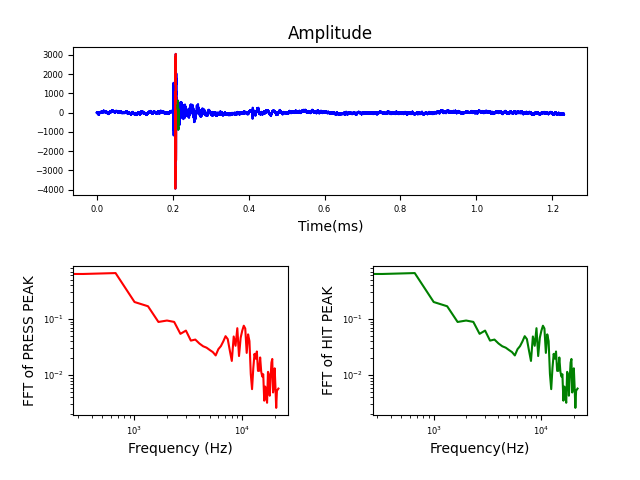 Amplitude
3000
2000
1000
0
−1000
−2000
−3000
−4000
0.0 0.2 0.4 0.6 0.8 1.0 1.2
Time(ms)
FFT of PRESS PEAK
10⁻¹
10⁻²
10³ 10⁴
Frequency (Hz)
FFT of HIT PEAK
10⁻¹
10⁻²
10³ 10⁴
Frequency(Hz)